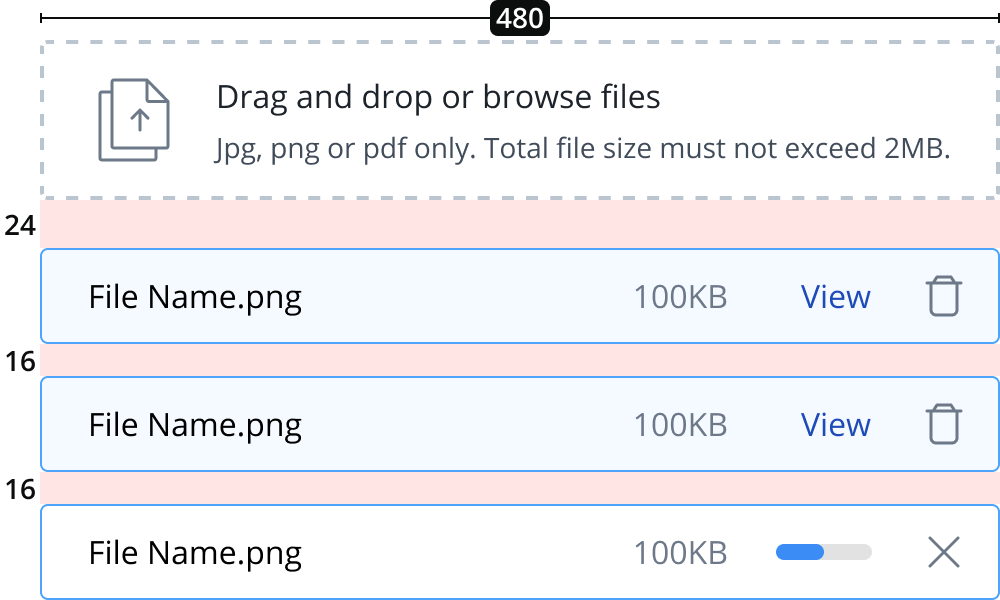 480
Drag and drop or browse files
Jpg, png or pdf only. Total file size must not exceed 2MB.
24
File Name.png 100KB View
16
File Name.png 100KB View
16
File Name.png 100KB